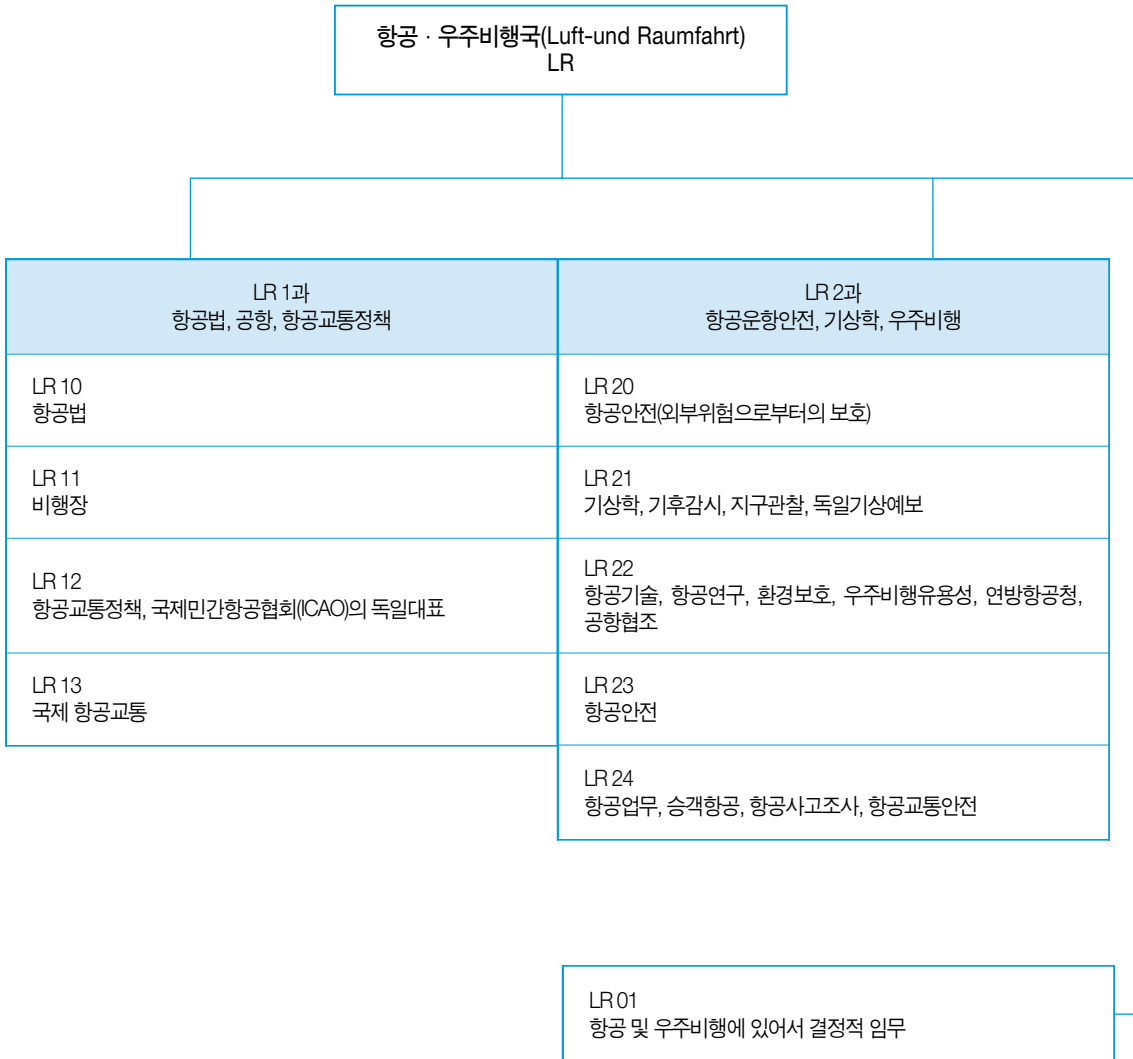 항공 · 우주비행국(Luft-und Raumfahrt)
LR
LR 1과
항공법, 공항, 항공교통정책
LR 10
항공법
LR 11
비행장
LR 12
항공교통정책, 국제민간항공협회(ICAO)의 독일대표
LR 13
국제 항공교통
LR 2과
항공운항안전, 기상학, 우주비행
LR 20
항공안전(외부위험으로부터의 보호)
LR 21
기상학, 기후감시, 지구관찰, 독일기상예보
LR 22
항공기술, 항공연구, 환경보호, 우주비행유용성, 연방항공청,
공항협조
LR 23
항공안전
LR 24
항공업무, 승객항공, 항공사고조사, 항공교통안전
LR 01
항공 및 우주비행에 있어서 결정적 임무